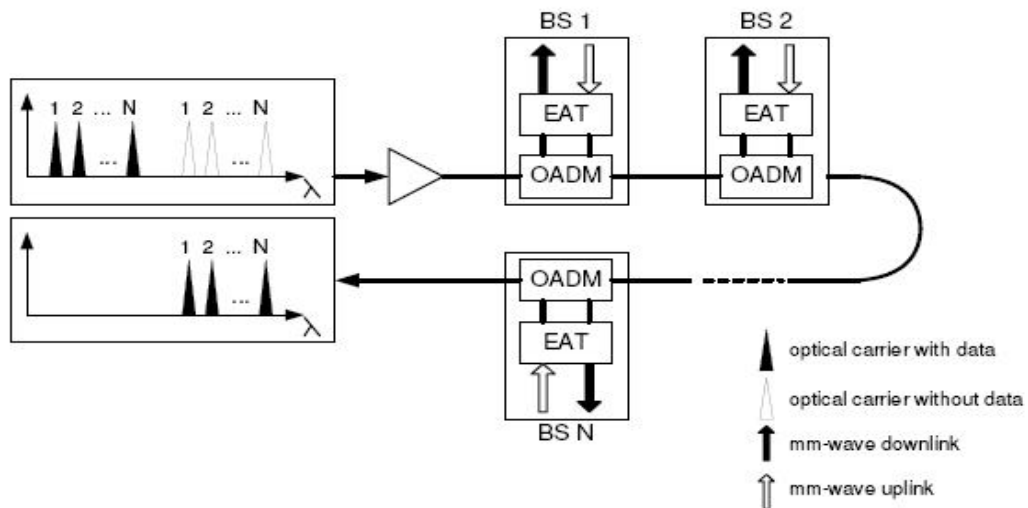 BS 1
BS 2
1 2 ... N 1 2 ... N
EAT
EAT
... ...
OADM
OADM
λ
1 2 ... N
OADM
...
λ
EAT
BS N
optical carrier with data
optical carrier without data
mm-wave downlink
mm-wave uplink